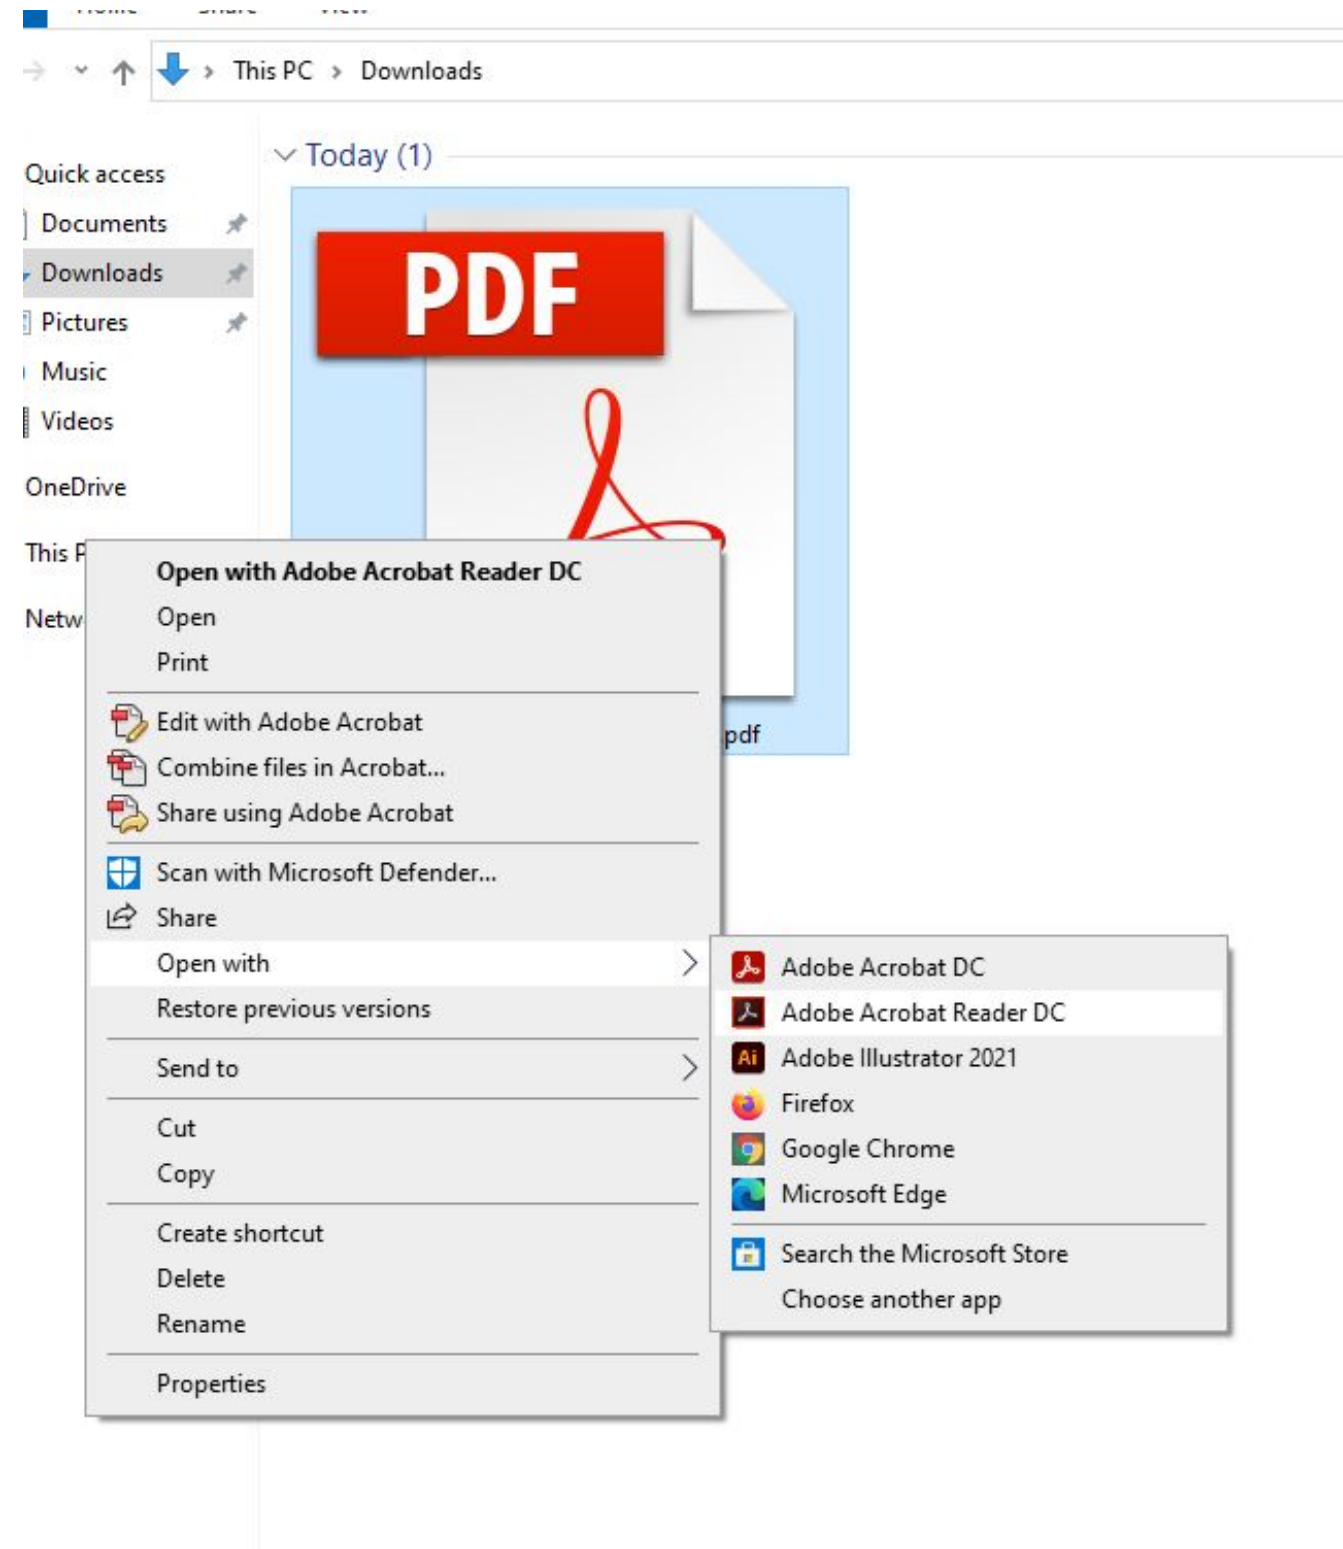 This PC > Downloads
Today (1)
Quick access
Documents
Downloads
Pictures
Music
Videos
OneDrive
This P
Netw
PDF
pdf
Open with Adobe Acrobat Reader DC
Open
Print
Edit with Adobe Acrobat
Combine files in Acrobat...
Share using Adobe Acrobat
Scan with Microsoft Defender...
Share
Open with
Restore previous versions
Send to
Cut
Copy
Create shortcut
Delete
Rename
Properties
Adobe Acrobat DC
Adobe Acrobat Reader DC
Ai Adobe Illustrator 2021
Firefox
Google Chrome
Microsoft Edge
Search the Microsoft Store
Choose another app